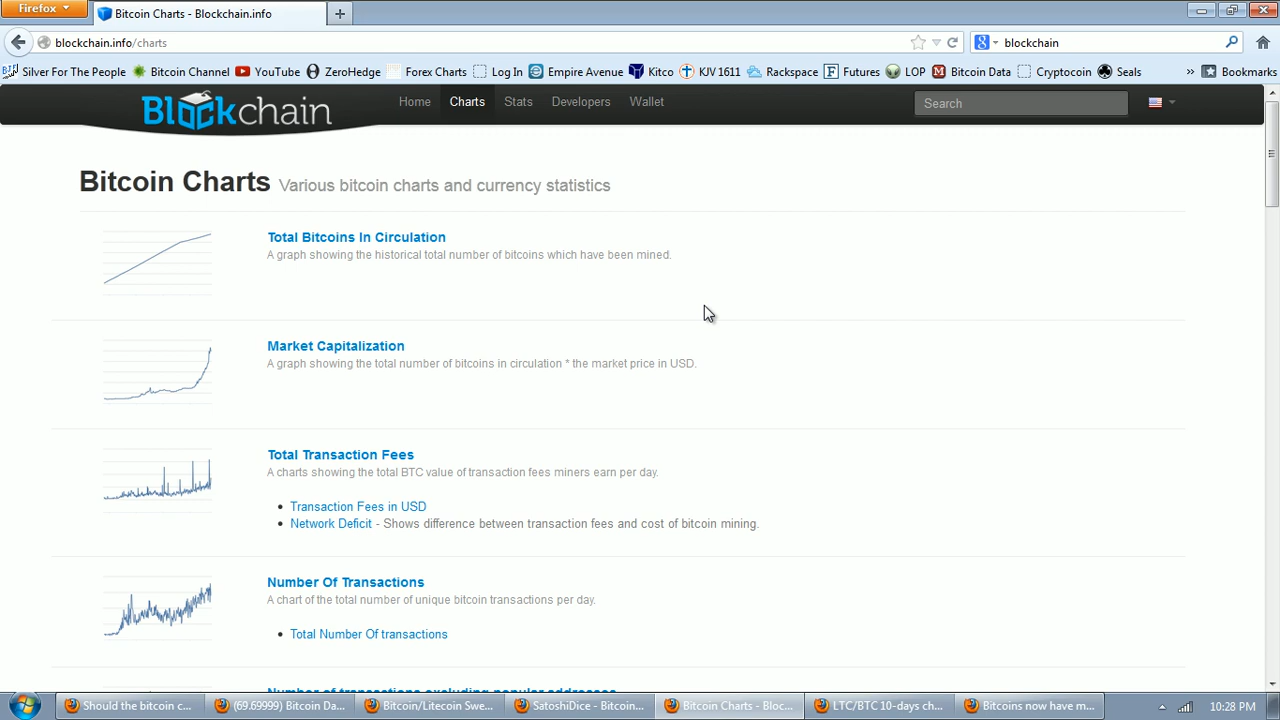 Firefox
Bitcoin Charts - Blockchain.info
blockchain.info/charts
blockchain
Silver For The People
Bitcoin Channel
YouTube
ZeroHedge
Forex Charts
Log In
Empire Avenue
Kitco
KJV 1611
Rackspace
Futures
LOP
Bitcoin Data
Cryptocoin
Seals
»
Bookmarks
Blockchain
Home
Charts
Stats
Developers
Wallet
Search
Bitcoin Charts Various bitcoin charts and currency statistics
Total Bitcoins In Circulation
A graph showing the historical total number of bitcoins which have been mined.
Market Capitalization
A graph showing the total number of bitcoins in circulation * the market price in USD.
Total Transaction Fees
A charts showing the total BTC value of transaction fees miners earn per day.
• Transaction Fees in USD
• Network Deficit - Shows difference between transaction fees and cost of bitcoin mining.
Number Of Transactions
A chart of the total number of unique bitcoin transactions per day.
• Total Number Of transactions
Number of transactions excluding popular addresses
Should the bitcoin c...
(69.69999) Bitcoin Da...
Bitcoin/Litecoin Swe...
SatoshiDice - Bitcoin...
Bitcoin Charts - Bloc...
LTC/BTC 10-days ch...
Bitcoins now have m...
10:28 PM